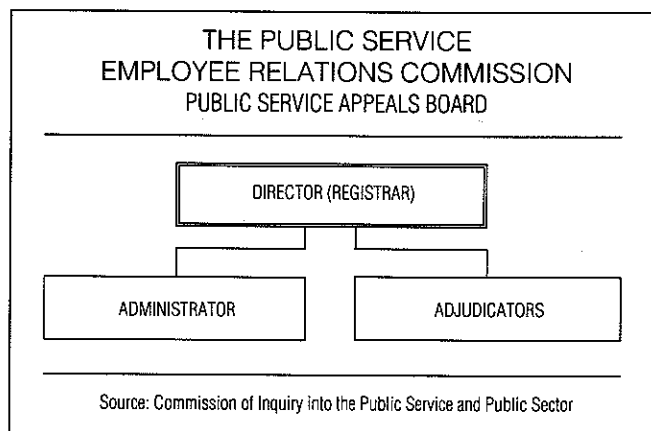 THE PUBLIC SERVICE
EMPLOYEE RELATIONS COMMISSION
PUBLIC SERVICE APPEALS BOARD
DIRECTOR (REGISTRAR)
ADMINISTRATOR
ADJUDICATORS
Source: Commission of Inquiry into the Public Service and Public Sector